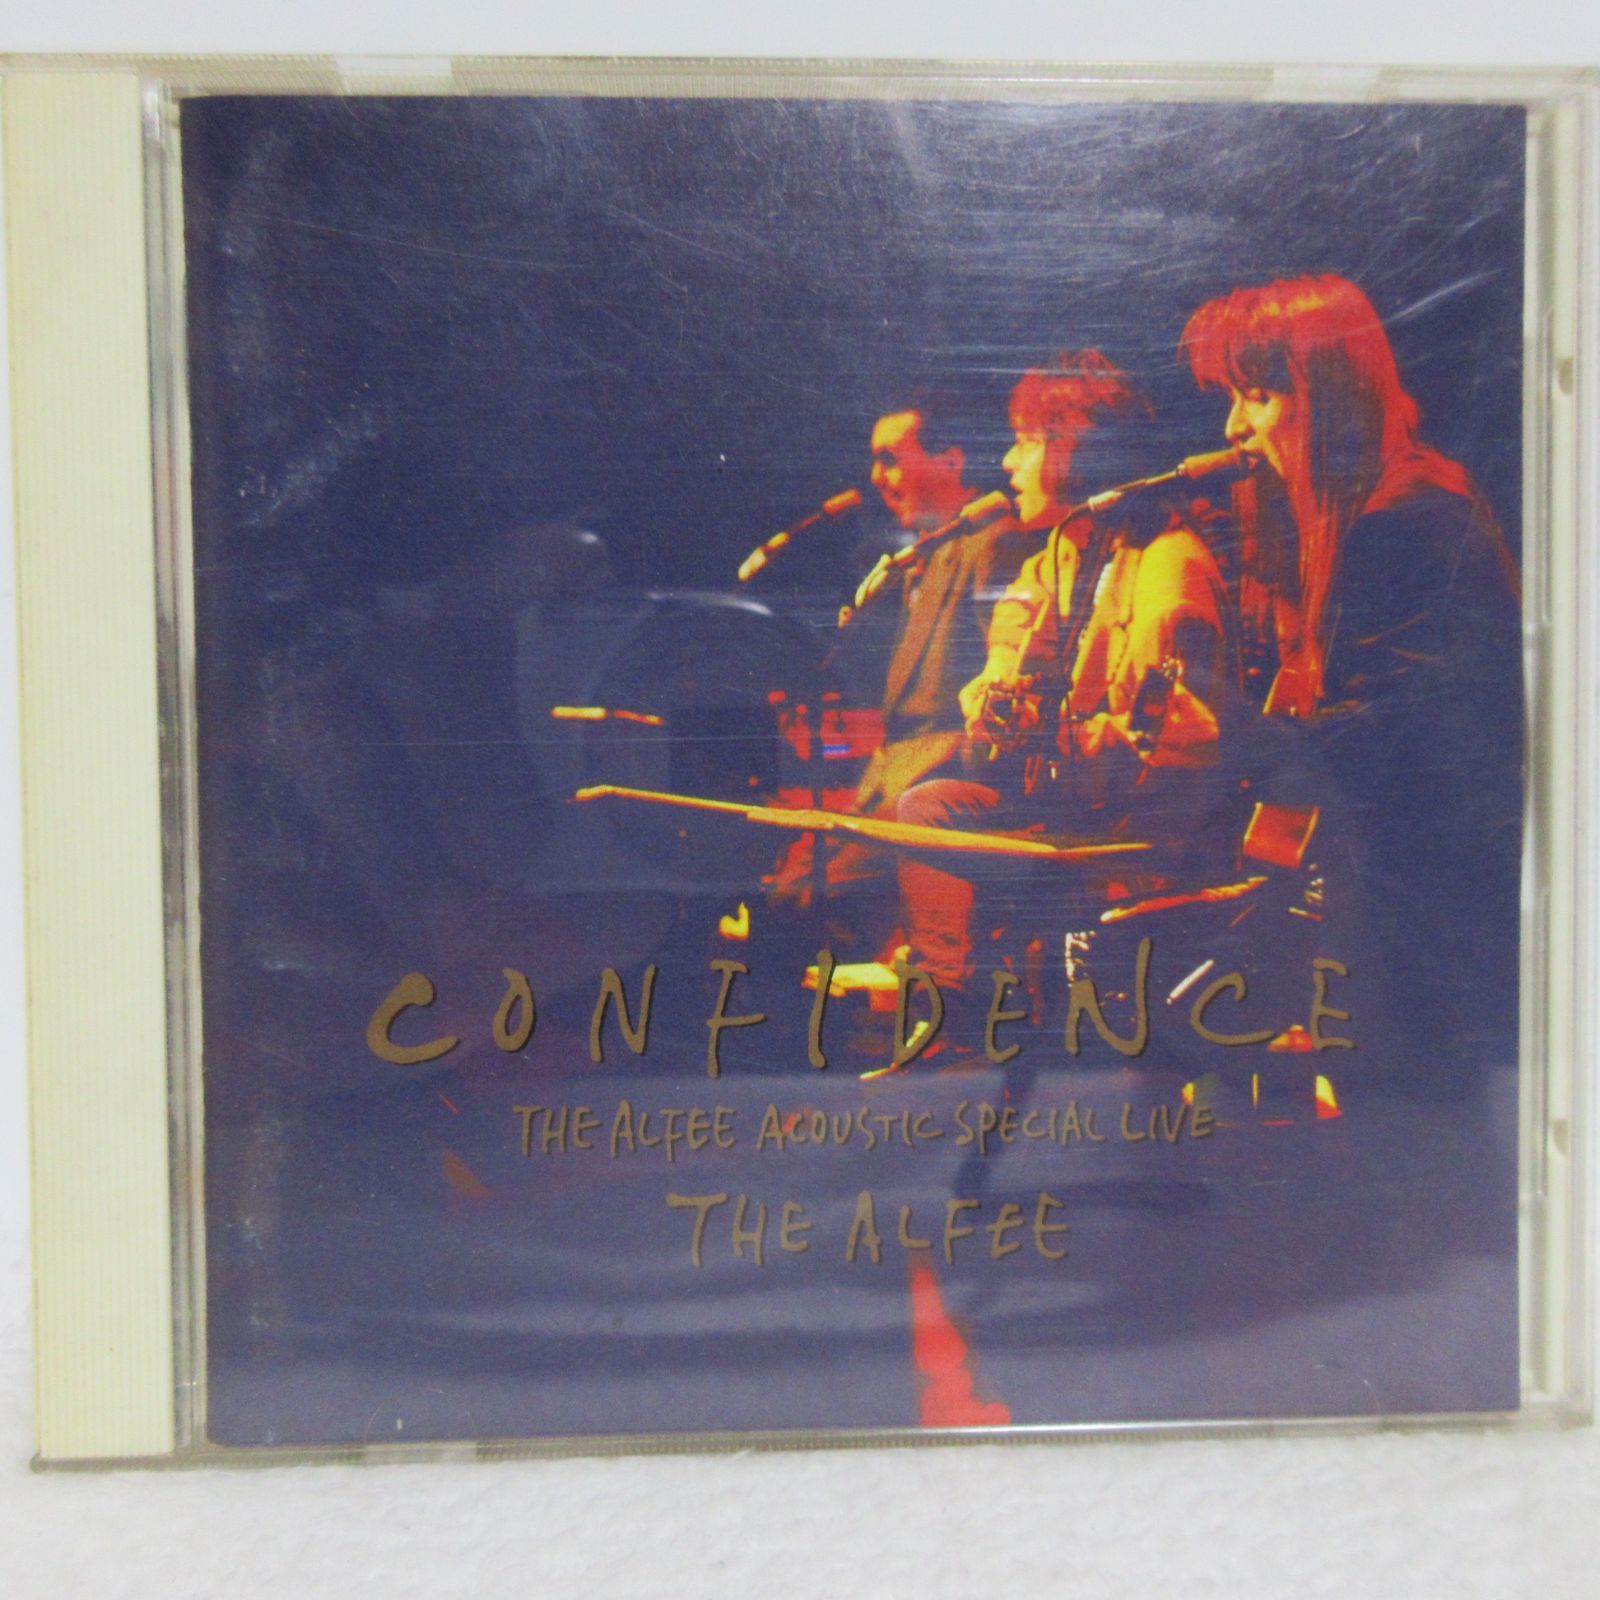 CONFIDENCE
THE ALFEE ACOUSTIC SPECIAL LIVE
THE ALFEE